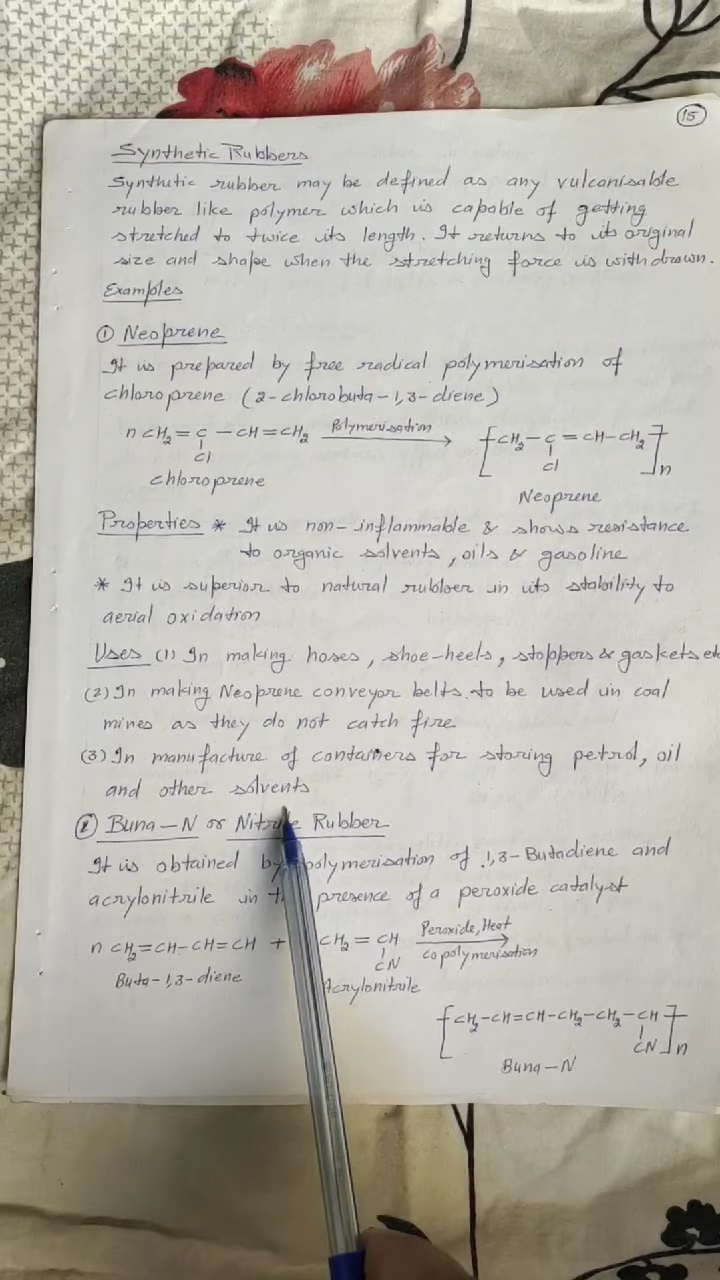 15
Synthetic Rubbers
Synthetic rubber may be defined as any vulcanisable
rubber like polymer which is capable of getting
stretched to twice its length. It returns to its original
size and shape when the stretching force is withdrawn.
Examples
① Neoprene
It is prepared by free radical polymerisation of
chloroprene (2-chlorobuta-1,3-diene)
n CH₂=C-CH=CH₂ Polymerisation → [CH₂-C=CH-CH₂]n
Cl Cl
Chloroprene
Neoprene
Properties * It is non-inflammable & shows resistance
to organic solvents, oils & gasoline
* It is superior to natural rubber in its stability to
aerial oxidation
Uses (1) In making hoses, shoe-heels, stoppers & gaskets etc
(2) In making Neoprene conveyor belts to be used in coal
mines as they do not catch fire
(3) In manufacture of containers for storing petrol, oil
and other solvents
② Buna-N or Nitrile Rubber
It is obtained by polymerisation of 1,3-Butadiene and
acrylonitrile in presence of a peroxide catalyst
n CH₂=CH-CH=CH + CH₂=CH Peroxide, Heat →
CN copolymerisation
Buta-1,3-diene Acrylonitrile
[CH₂-CH=CH-CH₂-CH₂-CH]n
CN
Buna-N